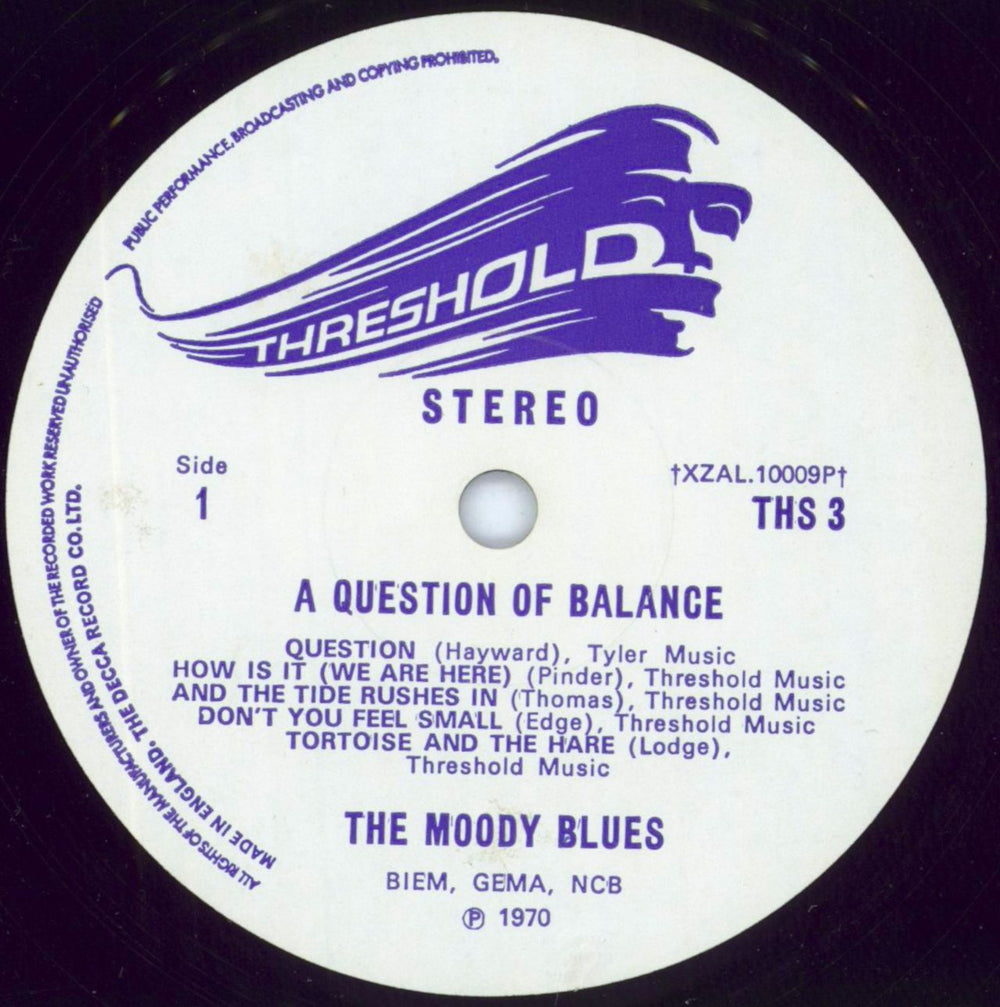 PUBLIC PERFORMANCE, BROADCASTING AND COPYING PROHIBITED.
ALL RIGHTS OF THE MANUFACTURERS AND OWNER OF THE RECORDED WORK RESERVED UNAUTHORISED
MADE IN ENGLAND. THE DECCA RECORD CO. LTD.
THRESHOLD
STEREO
Side
1
†XZAL.10009P†
THS 3
A QUESTION OF BALANCE
QUESTION (Hayward), Tyler Music
HOW IS IT (WE ARE HERE) (Pinder), Threshold Music
AND THE TIDE RUSHES IN (Thomas), Threshold Music
DON'T YOU FEEL SMALL (Edge), Threshold Music
TORTOISE AND THE HARE (Lodge),
Threshold Music
THE MOODY BLUES
BIEM, GEMA, NCB
℗ 1970